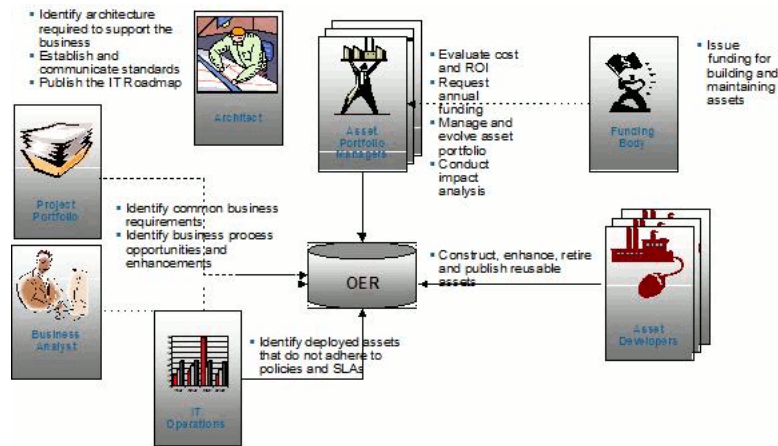 Identify architecture
required to support the
business
Establish and
communicate standards
Publish the IT Roadmap
Architect
Evaluate cost
and ROI
Request
annual
funding
Manage and
evolve asset
portfolio
Conduct
impact
analysis
Asset
Portfolio
Managers
Issue
funding for
building and
maintaining
assets
Funding
Body
Project
Portfolio
Identify common business
requirements
Identify business process
opportunities and
enhancements
OER
Construct, enhance, retire
and publish reusable
assets
Asset
Developers
Business
Analyst
Identify deployed assets
that do not adhere to
policies and SLAs
IT
Operations